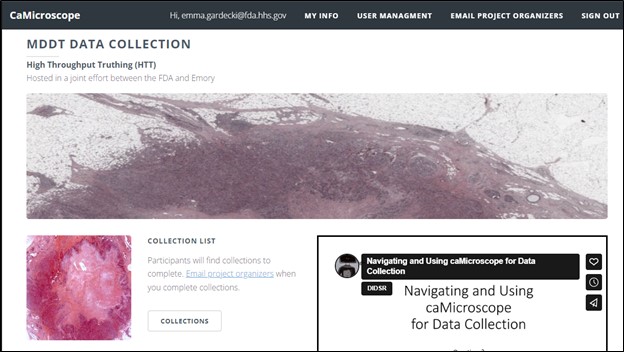 CaMicroscope
Hi, emma.gardecki@fda.hhs.gov
MY INFO
USER MANAGMENT
EMAIL PROJECT ORGANIZERS
SIGN OUT
MDDT DATA COLLECTION
High Throughput Truthing (HTT)
Hosted in a joint effort between the FDA and Emory
COLLECTION LIST
Participants will find collections to
complete. Email project organizers when
you complete collections.
COLLECTIONS
Navigating and Using caMicroscope for Data
Collection
DIDSR
Navigating and Using
caMicroscope
for Data Collection